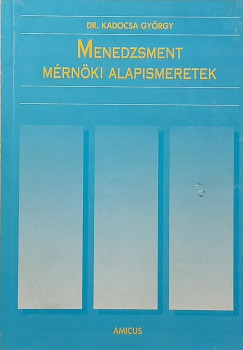 DR. KADOCSA GYÖRGY
MENEDZSMENT
MÉRNÖKI ALAPISMERETEK
AMICUS